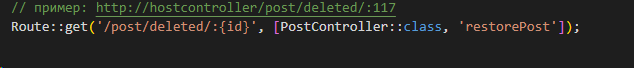 // пример: http://hostcontroller/post/deleted/:117
Route::get('/post/deleted/:{id}', [PostController::class, 'restorePost']);